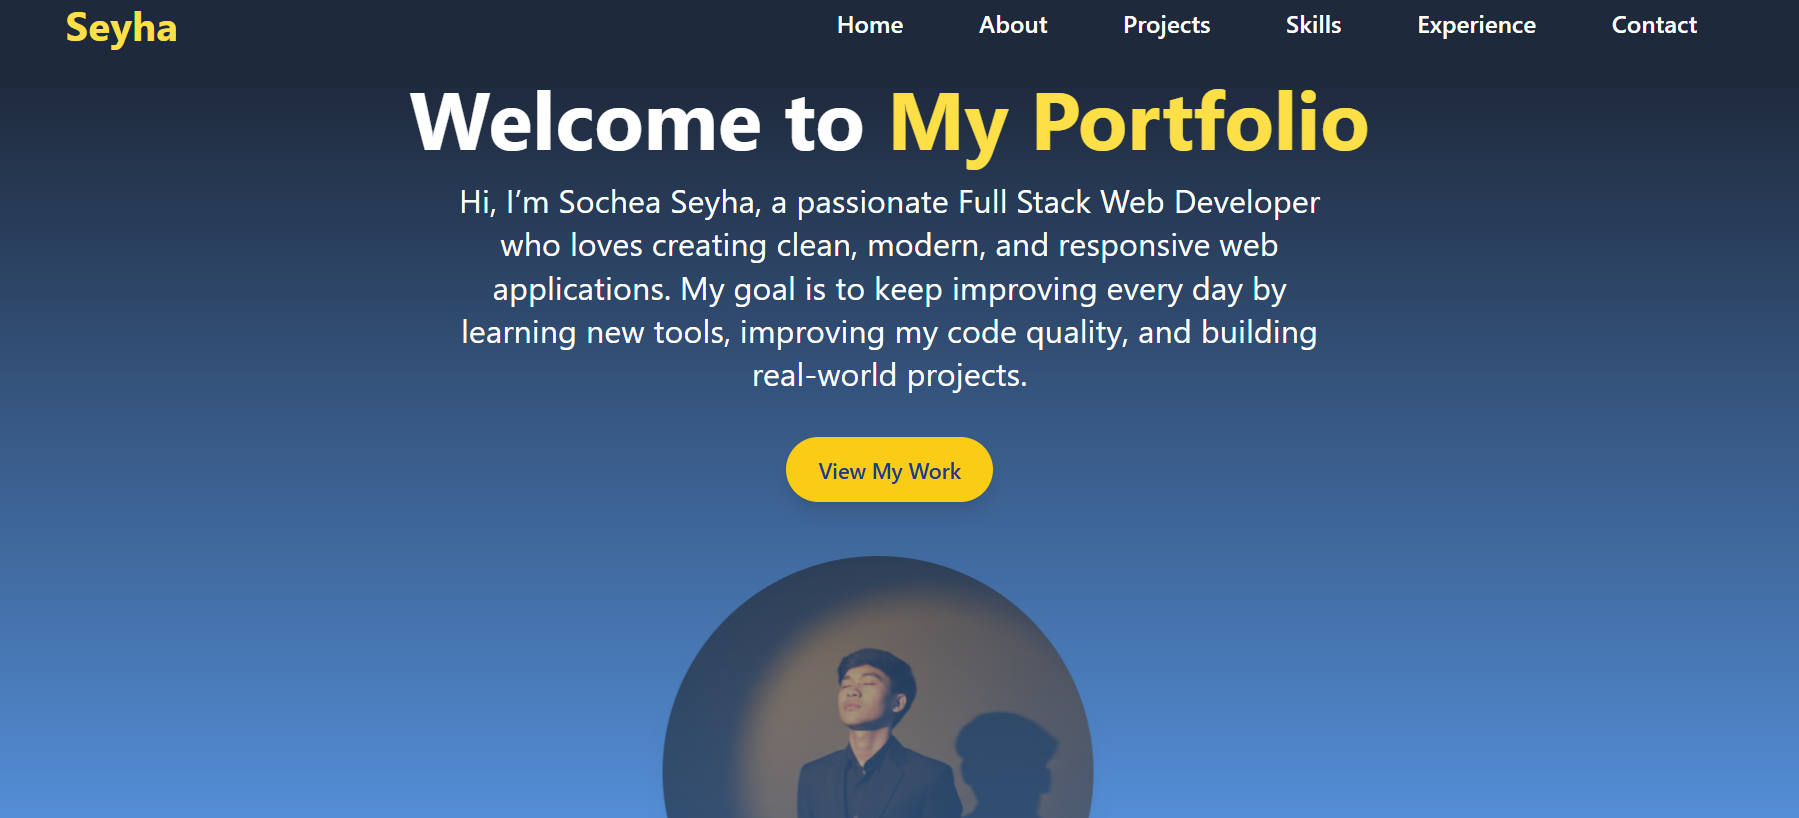 Seyha
Home About Projects Skills Experience Contact
Welcome to My Portfolio
Hi, I’m Sochea Seyha, a passionate Full Stack Web Developer
who loves creating clean, modern, and responsive web
applications. My goal is to keep improving every day by
learning new tools, improving my code quality, and building
real-world projects.
View My Work